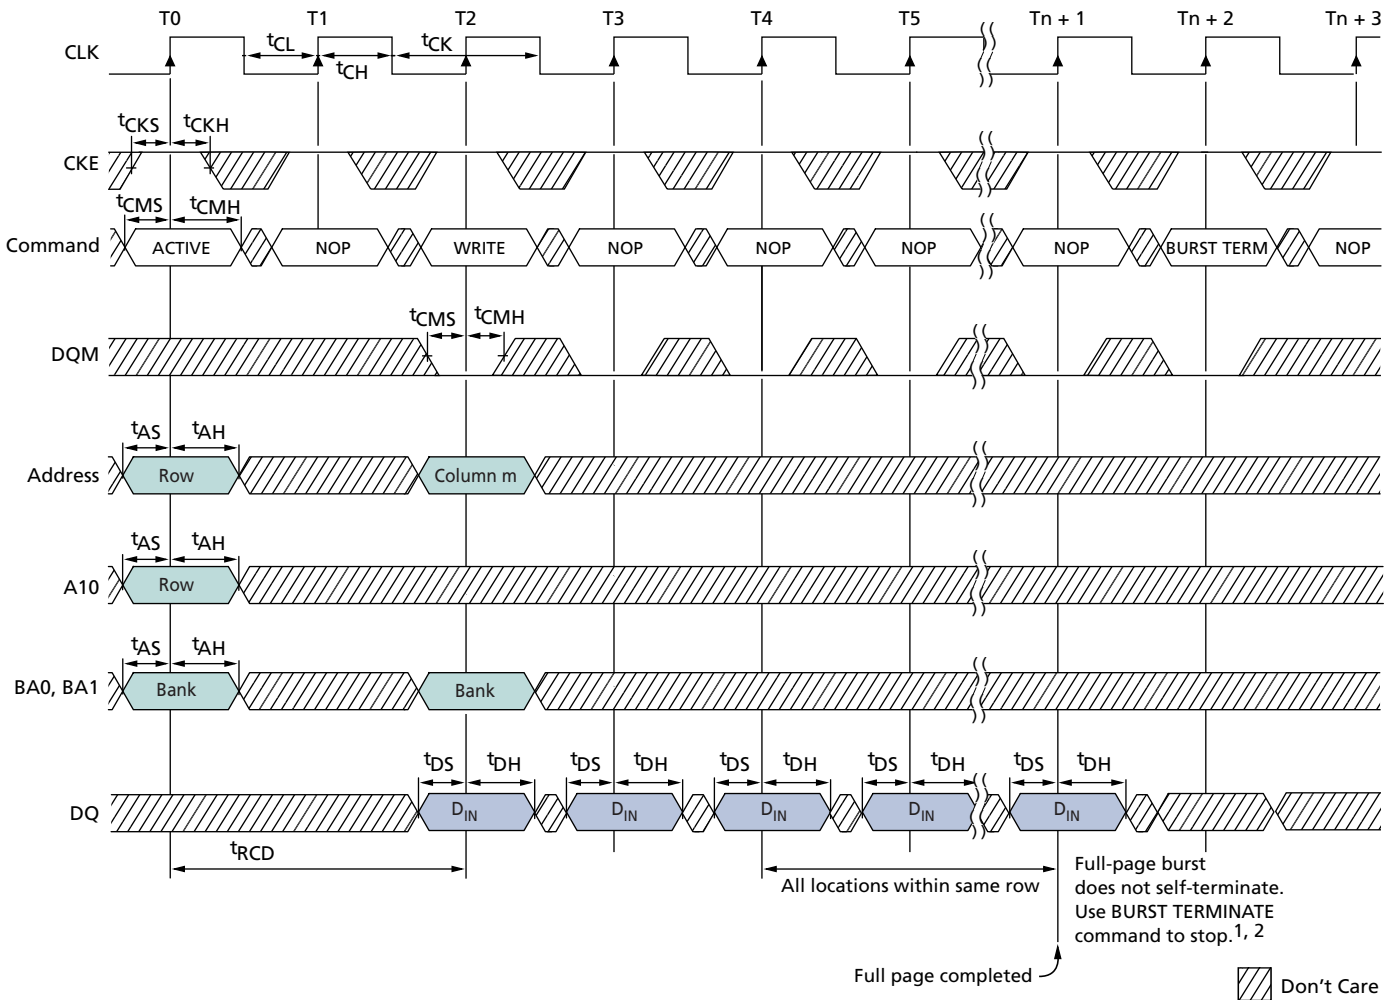 T0 T1 T2 T3 T4 T5 Tn + 1 Tn + 2 Tn + 3
CLK
tCL tCK
tCH
tCKS tCKH
CKE
tCMS tCMH
Command ACTIVE NOP WRITE NOP NOP NOP NOP BURST TERM NOP
tCMS tCMH
DQM
tAS tAH
Address Row Column m
tAS tAH
A10 Row
tAS tAH
BA0, BA1 Bank Bank
tDS tDH tDS tDH tDS tDH tDS tDH tDS tDH
DQ DIN DIN DIN DIN DIN
tRCD
All locations within same row
Full-page burst
does not self-terminate.
Use BURST TERMINATE
command to stop.1, 2
Full page completed
Don't Care